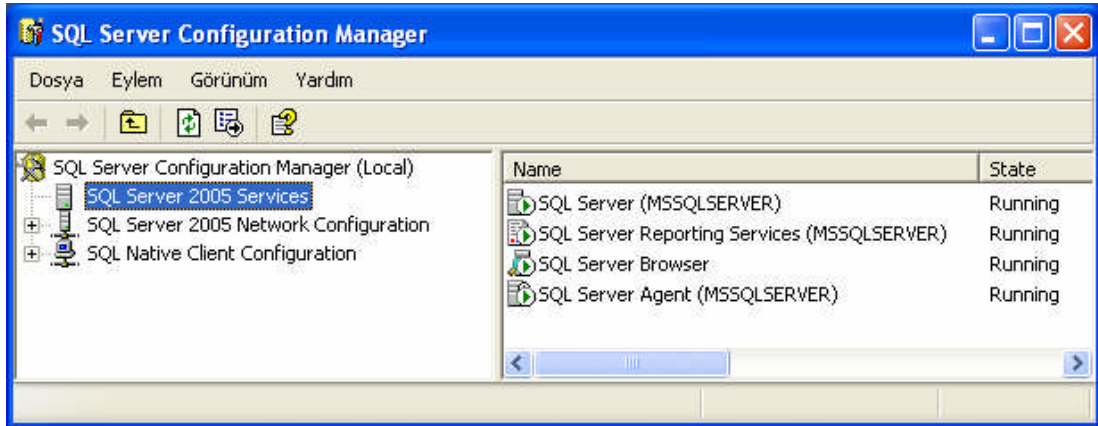 SQL Server Configuration Manager
Dosya Eylem Görünüm Yardım
SQL Server Configuration Manager (Local)
SQL Server 2005 Services
SQL Server 2005 Network Configuration
SQL Native Client Configuration
Name State
SQL Server (MSSQLSERVER) Running
SQL Server Reporting Services (MSSQLSERVER) Running
SQL Server Browser Running
SQL Server Agent (MSSQLSERVER) Running